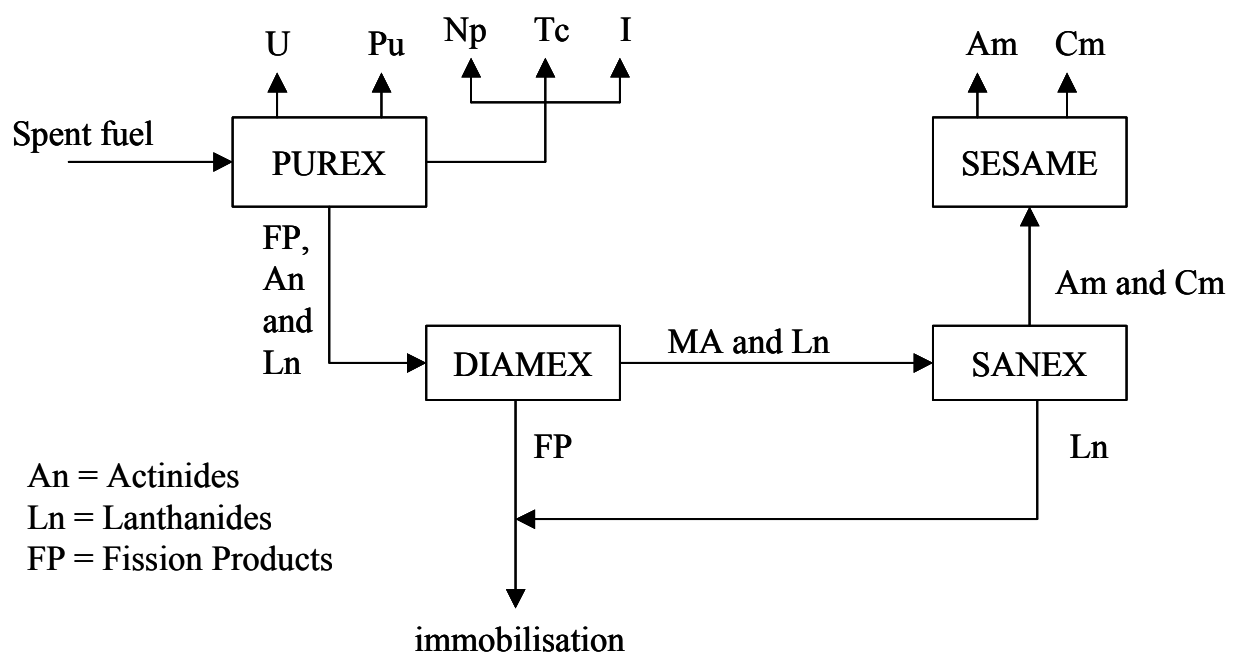 U
Pu
Np
Tc
I
Am
Cm
Spent fuel
PUREX
SESAME
FP,
An
and
Ln
Am and Cm
DIAMEX
MA and Ln
SANEX
FP
Ln
An = Actinides
Ln = Lanthanides
FP = Fission Products
immobilisation